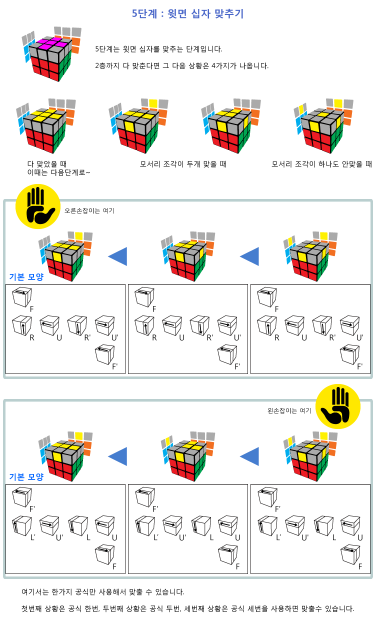 5단계 : 윗면 십자 맞추기
5단계는 윗면 십자를 맞추는 단계입니다.
2층까지 다 맞춘다면 그 다음 상황은 4가지가 나옵니다.
다 맞았을 때
이때는 다음단계로~
모서리 조각이 두개 맞을 때
모서리 조각이 하나도 안맞을 때
오른손잡이는 여기
기본 모양
F F F
R U R' U' R U R' U' R U R' U'
F' F' F'
왼손잡이는 여기
기본 모양
F' F' F'
L' U' L U L' U' L U L' U' L U
F F F
여기서는 한가지 공식만 사용해서 맞출 수 있습니다.
첫번째 상황은 공식 한번, 두번째 상황은 공식 두번, 세번째 상황은 공식 세번을 사용하면 맞출수 있습니다.